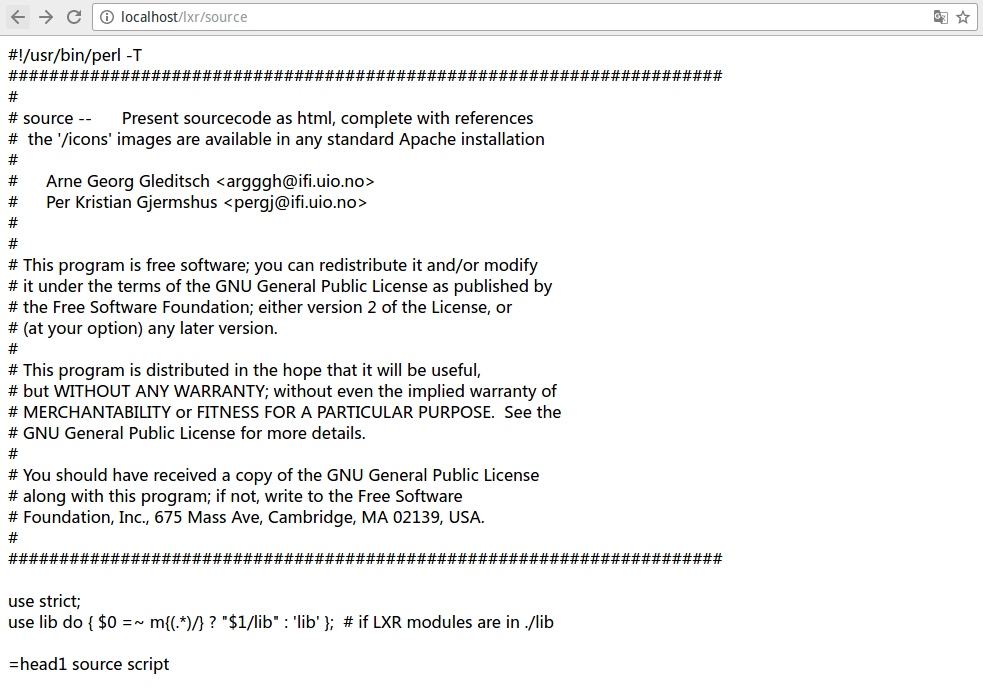 localhost/lxr/source
#!/usr/bin/perl -T
######################################################################
#
# source --      Present sourcecode as html, complete with references
#  the '/icons' images are available in any standard Apache installation
#
#      Arne Georg Gleditsch <argggh@ifi.uio.no>
#      Per Kristian Gjermshus <pergj@ifi.uio.no>
#
#
# This program is free software; you can redistribute it and/or modify
# it under the terms of the GNU General Public License as published by
# the Free Software Foundation; either version 2 of the License, or
# (at your option) any later version.
#
# This program is distributed in the hope that it will be useful,
# but WITHOUT ANY WARRANTY; without even the implied warranty of
# MERCHANTABILITY or FITNESS FOR A PARTICULAR PURPOSE.  See the
# GNU General Public License for more details.
#
# You should have received a copy of the GNU General Public License
# along with this program; if not, write to the Free Software
# Foundation, Inc., 675 Mass Ave, Cambridge, MA 02139, USA.
#
######################################################################
use strict;
use lib do { $0 =~ m{(.*)/} ? "$1/lib" : 'lib' };  # if LXR modules are in ./lib
=head1 source script